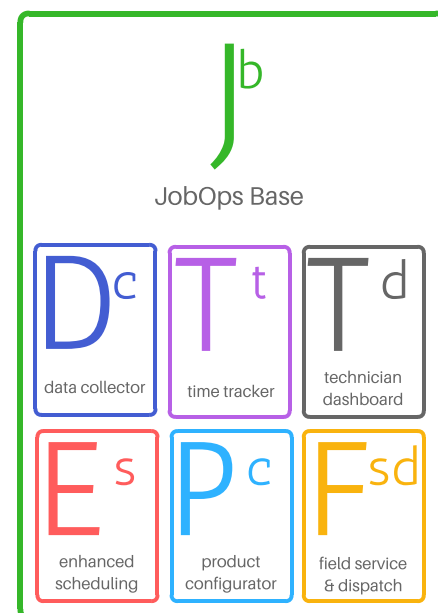 Jb
JobOps Base
Dc
data collector
Tt
time tracker
Td
technician
dashboard
Es
enhanced
scheduling
Pc
product
configurator
Fsd
field service
& dispatch